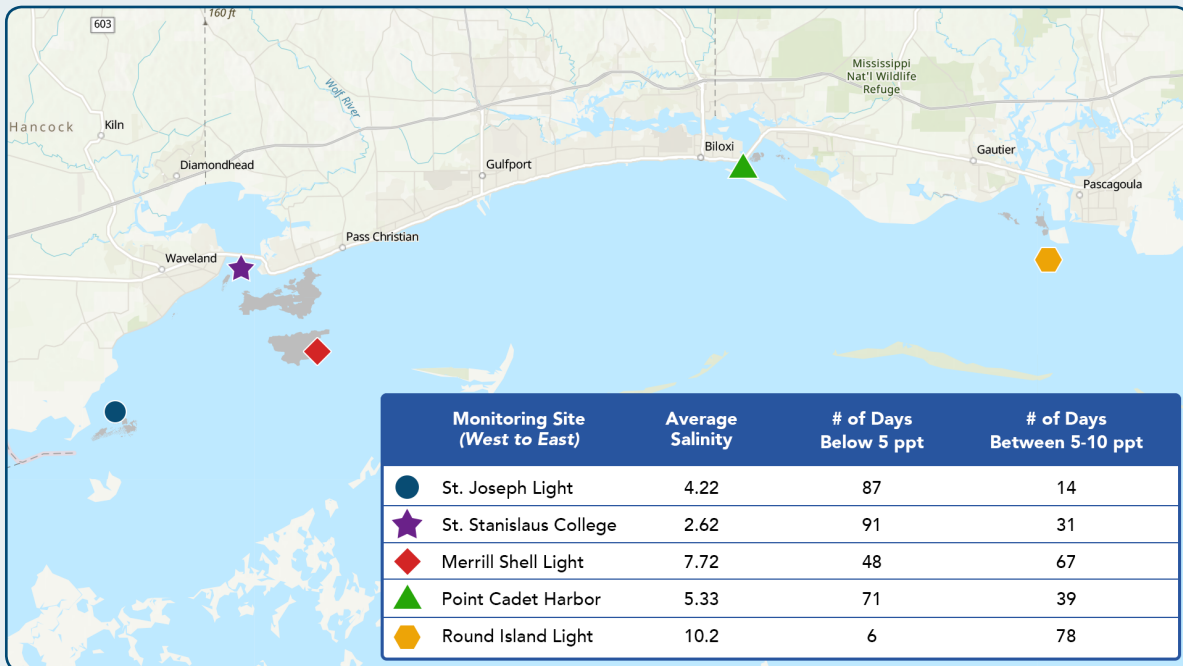 160 ft
603
Mississippi
Nat'l Wildlife
Refuge
Wolf River
Hancock
Kiln
Biloxi
Gautier
Diamondhead
Gulfport
Pascagoula
Pass Christian
Waveland
Monitoring Site
(West to East)
Average
Salinity
# of Days
Below 5 ppt
# of Days
Between 5-10 ppt
St. Joseph Light 4.22 87 14
St. Stanislaus College 2.62 91 31
Merrill Shell Light 7.72 48 67
Point Cadet Harbor 5.33 71 39
Round Island Light 10.2 6 78